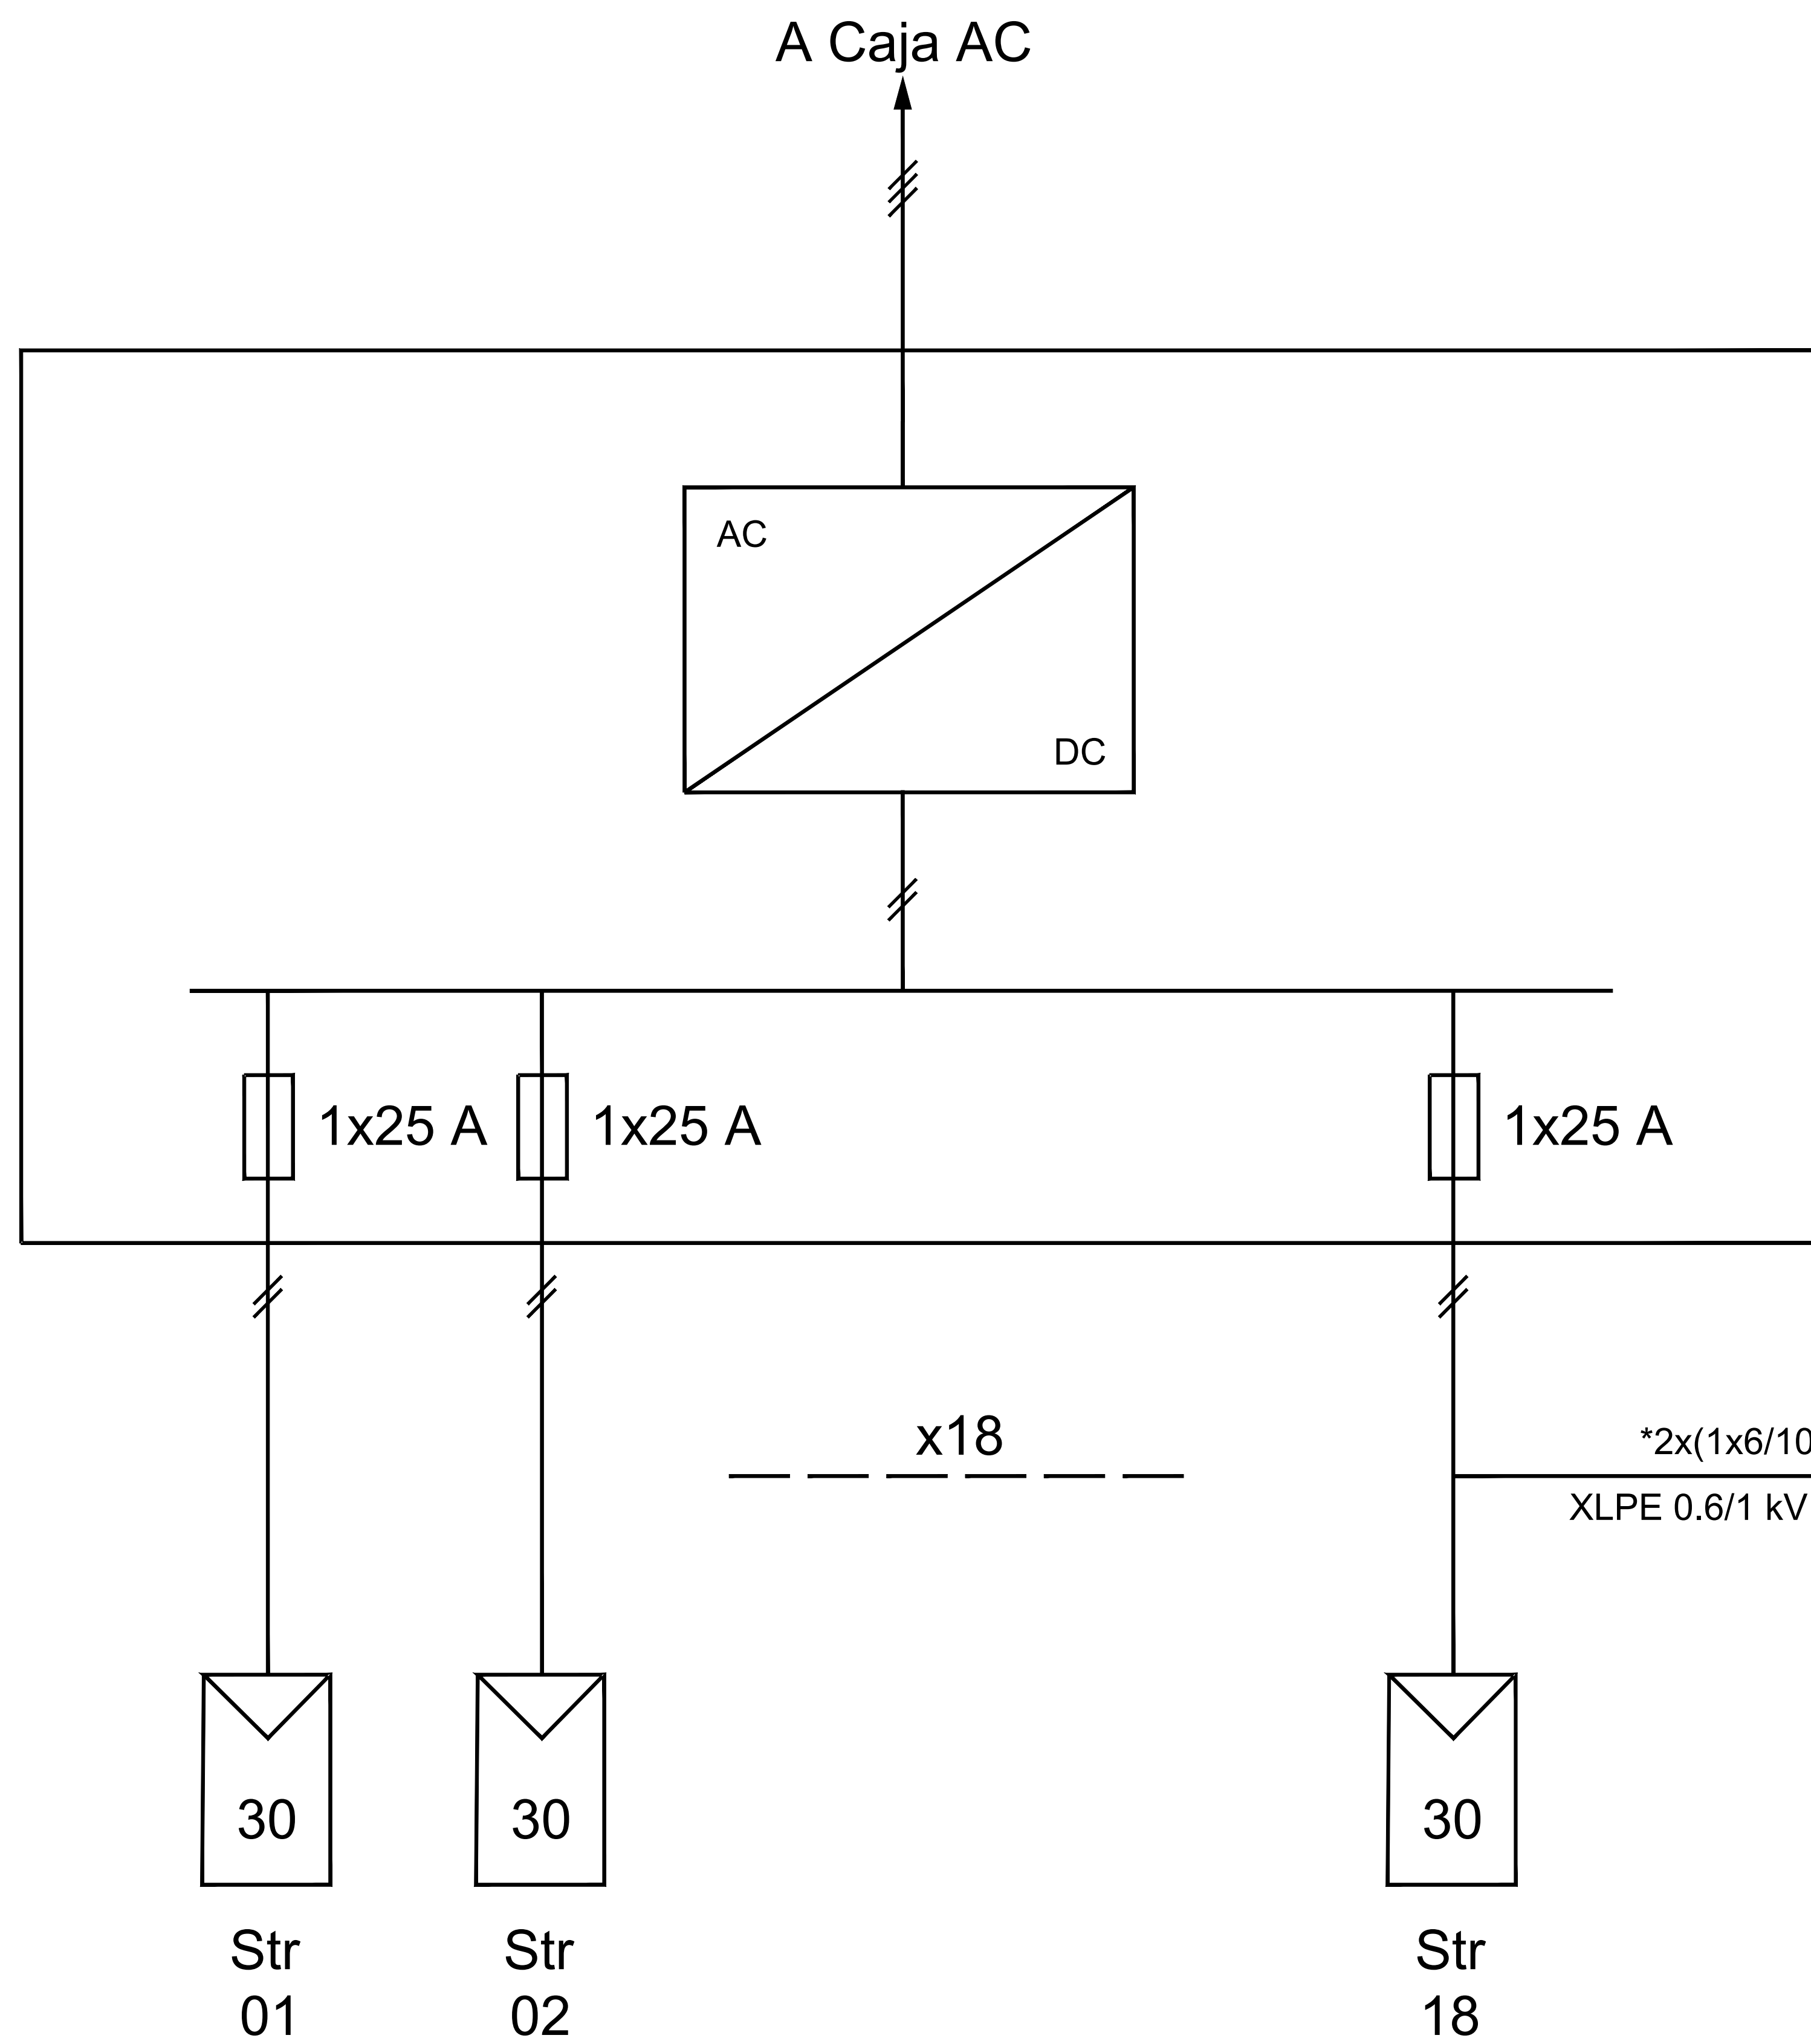 A Caja AC
AC
DC
1x25 A
1x25 A
1x25 A
x18
*2x(1x6/10
XLPE 0.6/1 kV
30
30
30
Str
01
Str
02
Str
18